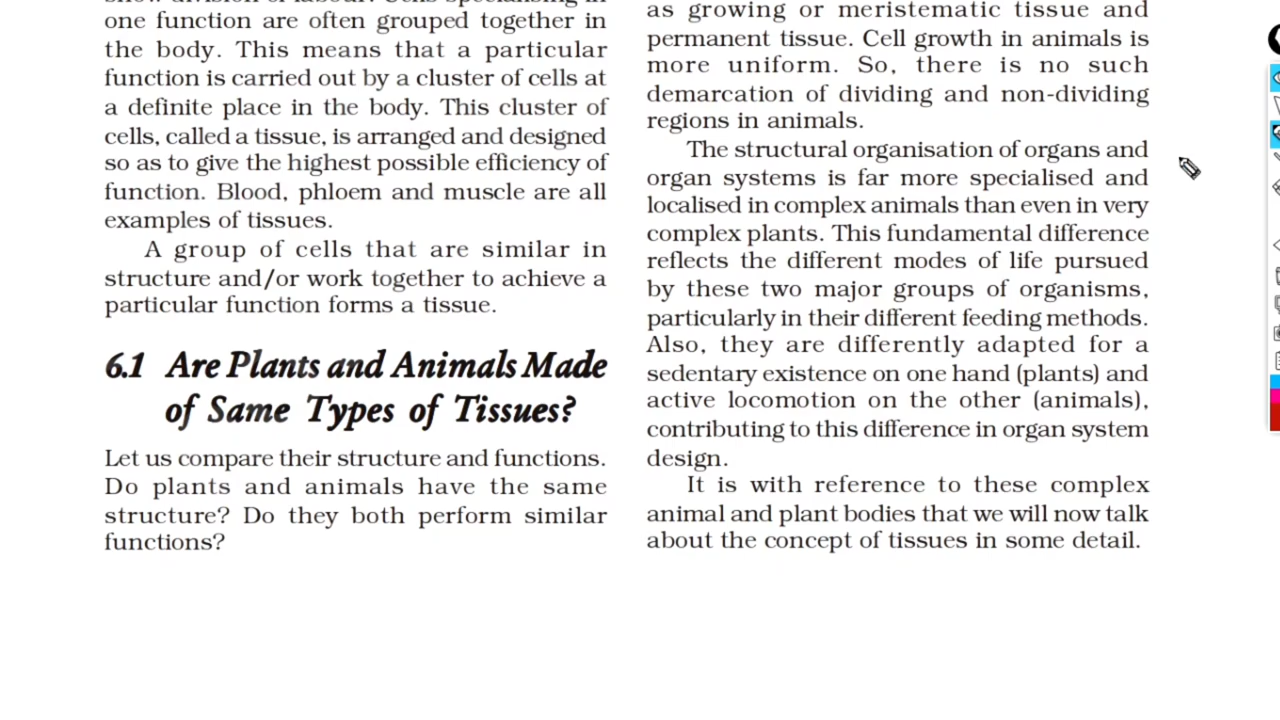 one function are often grouped together in
the body. This means that a particular
function is carried out by a cluster of cells at
a definite place in the body. This cluster of
cells, called a tissue, is arranged and designed
so as to give the highest possible efficiency of
function. Blood, phloem and muscle are all
examples of tissues.
A group of cells that are similar in
structure and/or work together to achieve a
particular function forms a tissue.
6.1 Are Plants and Animals Made
of Same Types of Tissues?
Let us compare their structure and functions.
Do plants and animals have the same
structure? Do they both perform similar
functions?
as growing or meristematic tissue and
permanent tissue. Cell growth in animals is
more uniform. So, there is no such
demarcation of dividing and non-dividing
regions in animals.
The structural organisation of organs and
organ systems is far more specialised and
localised in complex animals than even in very
complex plants. This fundamental difference
reflects the different modes of life pursued
by these two major groups of organisms,
particularly in their different feeding methods.
Also, they are differently adapted for a
sedentary existence on one hand (plants) and
active locomotion on the other (animals),
contributing to this difference in organ system
design.
It is with reference to these complex
animal and plant bodies that we will now talk
about the concept of tissues in some detail.